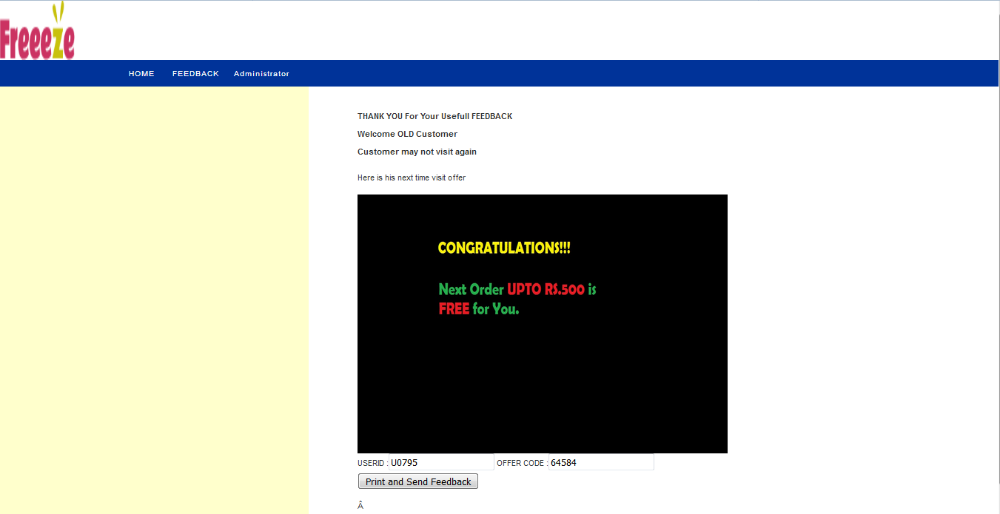 Freeeze
HOME FEEDBACK Administrator
THANK YOU For Your Usefull FEEDBACK
Welcome OLD Customer
Customer may not visit again
Here is his next time visit offer
CONGRATULATIONS!!!
Next Order UPTO RS.500 is
FREE for You.
USERID : U0795 OFFER CODE : 64584
Print and Send Feedback
Â